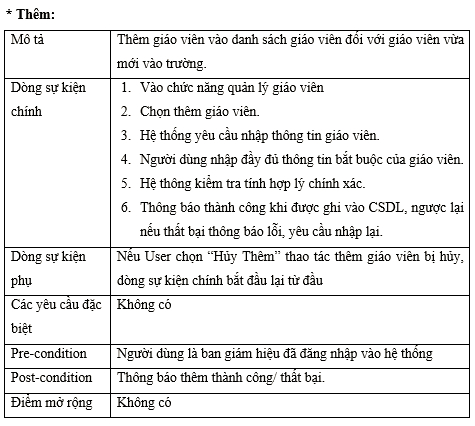 * Thêm:
Mô tả
Thêm giáo viên vào danh sách giáo viên đối với giáo viên vừa
mới vào trường.
Dòng sự kiện
chính
1. Vào chức năng quản lý giáo viên
2. Chọn thêm giáo viên.
3. Hệ thống yêu cầu nhập thông tin giáo viên.
4. Người dùng nhập đầy đủ thông tin bắt buộc của giáo viên.
5. Hệ thông kiểm tra tính hợp lý chính xác.
6. Thông báo thành công khi được ghi vào CSDL, ngược lại
nếu thất bại thông báo lỗi, yêu cầu nhập lại.
Dòng sự kiện
phụ
Nếu User chọn “Hủy Thêm” thao tác thêm giáo viên bị hủy,
dòng sự kiện chính bắt đầu lại từ đầu
Các yêu cầu đặc
biệt
Không có
Pre-condition
Người dùng là ban giám hiệu đã đăng nhập vào hệ thống
Post-condition
Thông báo thêm thành công/ thất bại.
Điểm mở rộng
Không có